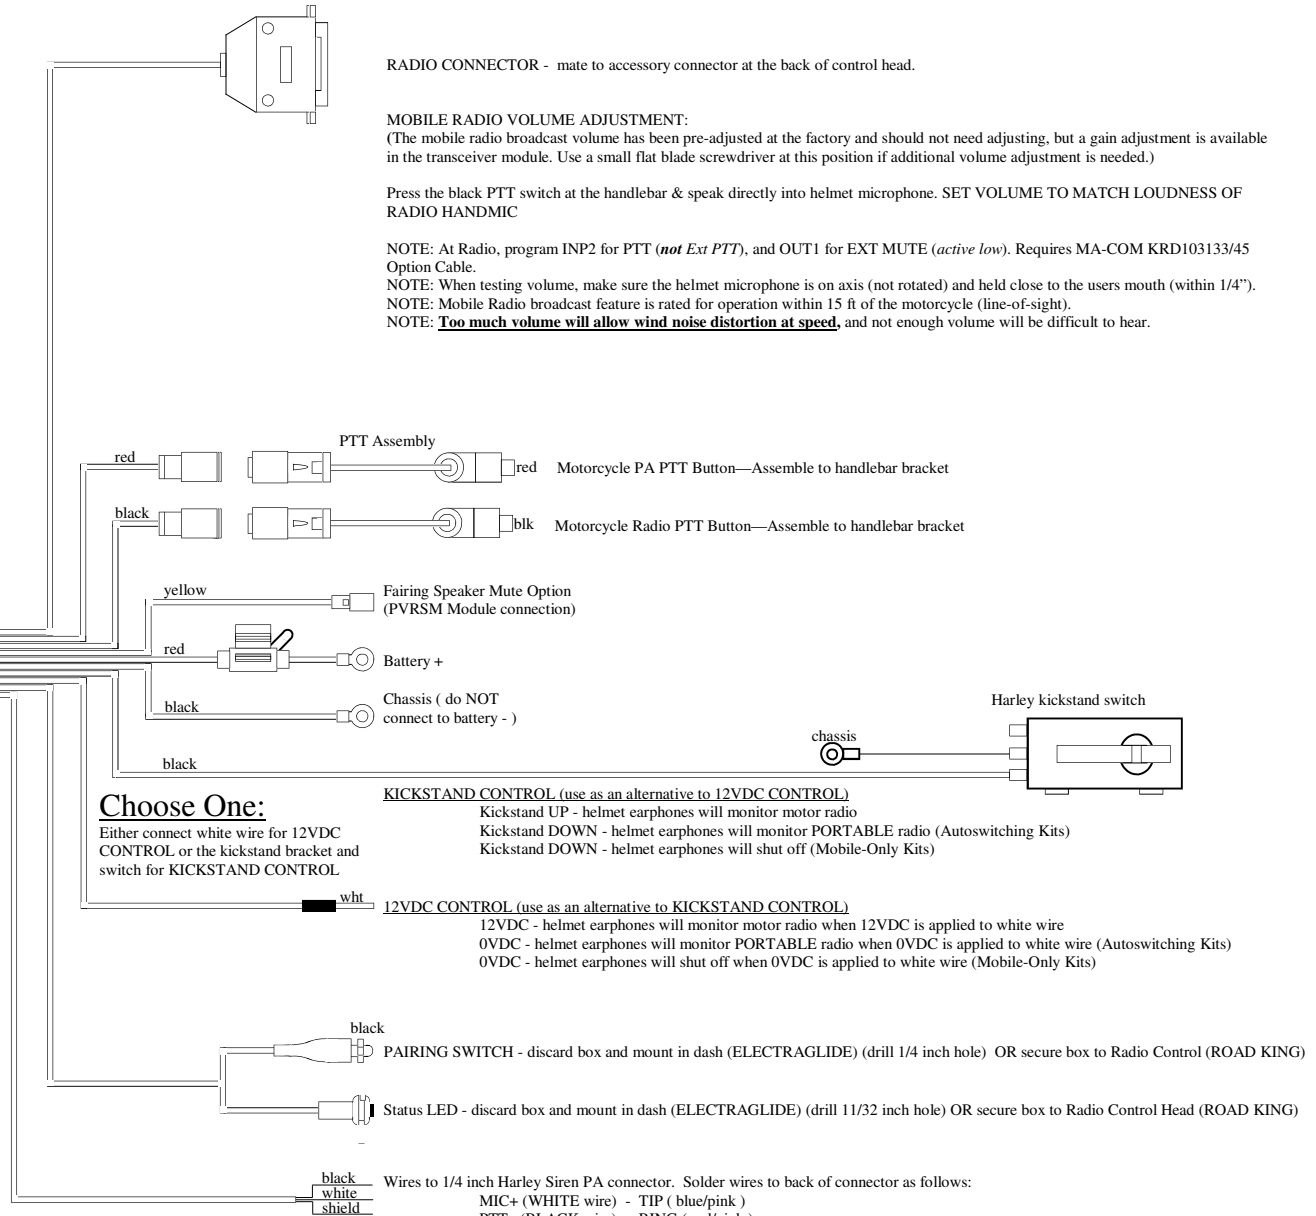 RADIO CONNECTOR - mate to accessory connector at the back of control head.
MOBILE RADIO VOLUME ADJUSTMENT:
(The mobile radio broadcast volume has been pre-adjusted at the factory and should not need adjusting, but a gain adjustment is available
in the transceiver module. Use a small flat blade screwdriver at this position if additional volume adjustment is needed.)
Press the black PTT switch at the handlebar & speak directly into helmet microphone. SET VOLUME TO MATCH LOUDNESS OF
RADIO HANDMIC
NOTE: At Radio, program INP2 for PTT (not Ext PTT), and OUT1 for EXT MUTE (active low). Requires MA-COM KRD103133/45
Option Cable.
NOTE: When testing volume, make sure the helmet microphone is on axis (not rotated) and held close to the users mouth (within 1/4”).
NOTE: Mobile Radio broadcast feature is rated for operation within 15 ft of the motorcycle (line-of-sight).
NOTE: Too much volume will allow wind noise distortion at speed, and not enough volume will be difficult to hear.
PTT Assembly
red
red
Motorcycle PA PTT Button—Assemble to handlebar bracket
black
blk
Motorcycle Radio PTT Button—Assemble to handlebar bracket
yellow
Fairing Speaker Mute Option
(PVRSM Module connection)
red
Battery +
black
Chassis ( do NOT
connect to battery - )
Harley kickstand switch
chassis
black
Choose One:
Either connect white wire for 12VDC
CONTROL or the kickstand bracket and
switch for KICKSTAND CONTROL
KICKSTAND CONTROL (use as an alternative to 12VDC CONTROL)
Kickstand UP - helmet earphones will monitor motor radio
Kickstand DOWN - helmet earphones will monitor PORTABLE radio (Autoswitching Kits)
Kickstand DOWN - helmet earphones will shut off (Mobile-Only Kits)
wht
12VDC CONTROL (use as an alternative to KICKSTAND CONTROL)
12VDC - helmet earphones will monitor motor radio when 12VDC is applied to white wire
0VDC - helmet earphones will monitor PORTABLE radio when 0VDC is applied to white wire (Autoswitching Kits)
0VDC - helmet earphones will shut off when 0VDC is applied to white wire (Mobile-Only Kits)
black
PAIRING SWITCH - discard box and mount in dash (ELECTRAGLIDE) (drill 1/4 inch hole) OR secure box to Radio Control (ROAD KING)
Status LED - discard box and mount in dash (ELECTRAGLIDE) (drill 11/32 inch hole) OR secure box to Radio Control Head (ROAD KING)
black
white
shield
Wires to 1/4 inch Harley Siren PA connector. Solder wires to back of connector as follows:
MIC+ (WHITE wire) - TIP ( blue/pink )